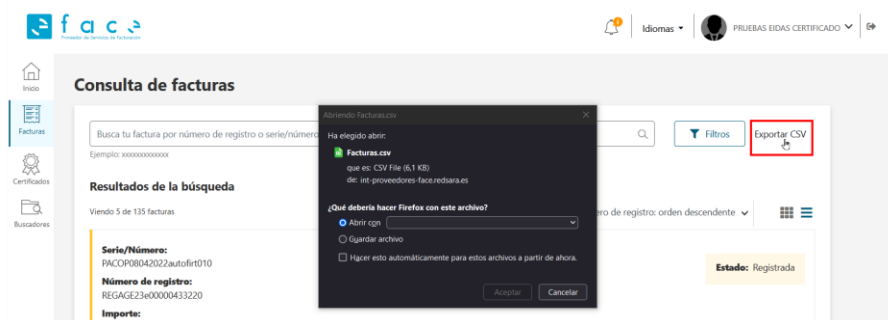 face
Proveedor de Servicios de Facturación
Idiomas
PRUEBAS EIDAS CERTIFICADO
Inicio
Facturas
Certificados
Buscadores
Consulta de facturas
Busca tu factura por número de registro o serie/número
Filtros
Exportar CSV
Ejemplo: xxxxxxxxxxxxx
Resultados de la búsqueda
Viendo 5 de 135 facturas
ero de registro: orden descendente
Serie/Número:
PACOP08042022autofirt010
Número de registro:
REGAGE23e00000433220
Importe:
Estado: Registrada
Abriendo Facturas.csv
Ha elegido abrir:
Facturas.csv
que es: CSV File (6,1 KB)
de: int-proveedores-face.redsara.es
¿Qué debería hacer Firefox con este archivo?
Abrir con
Guardar archivo
Hacer esto automáticamente para estos archivos a partir de ahora.
Aceptar
Cancelar